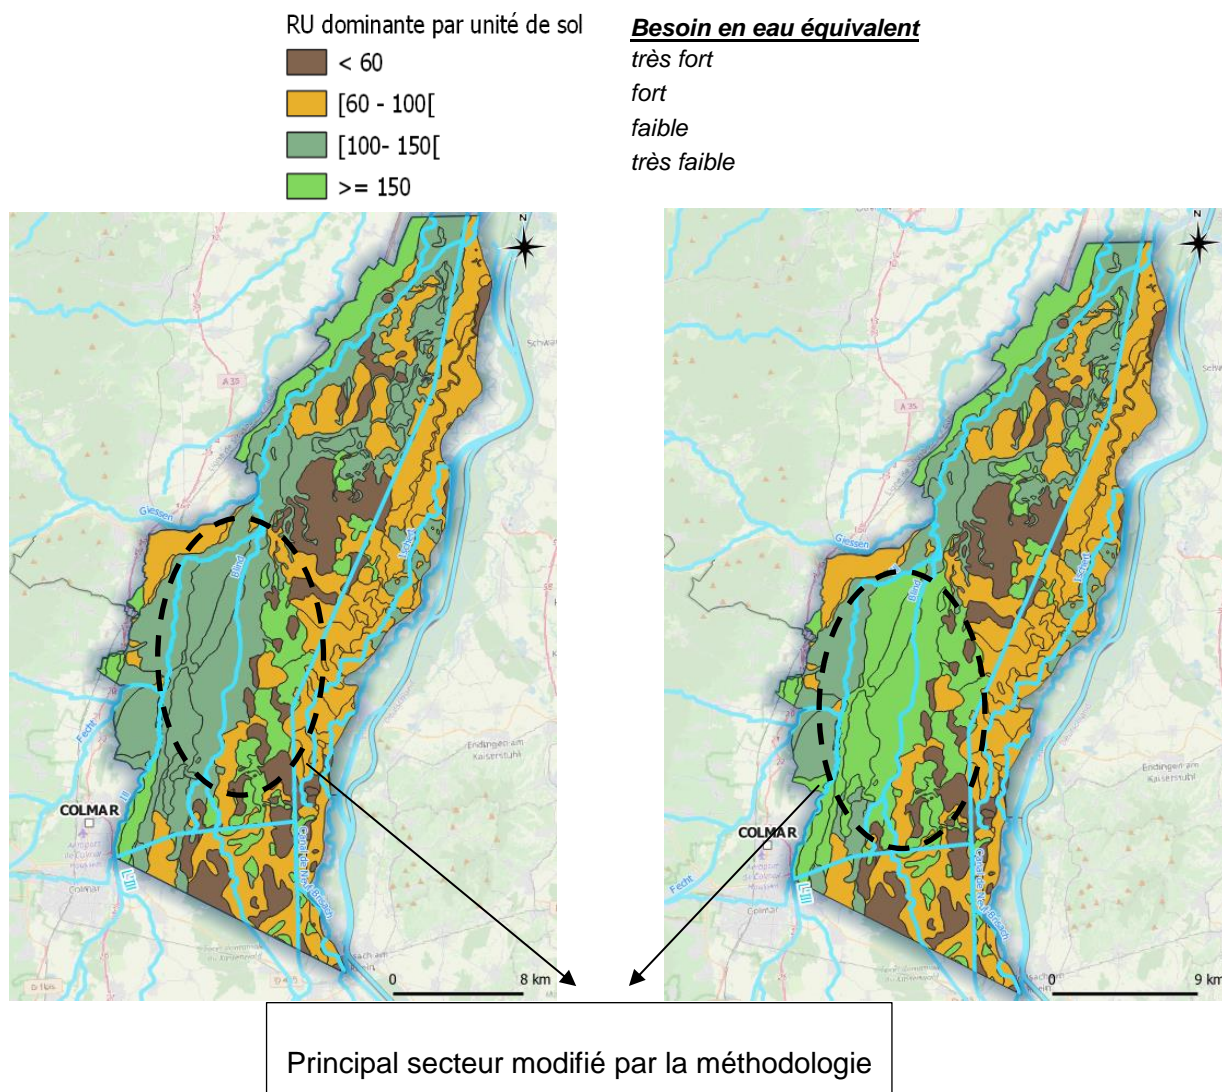 RU dominante par unité de sol
Besoin en eau équivalent
< 60
très fort
[60 - 100[
fort
[100- 150[
faible
>= 150
très faible
N
A 35
Giessen
Blind
Ischert
Fecht
COLMAR
Colmar
L'Ill
Endingen am
Kaiserstuhl
0
8 km
N
A 35
Giessen
Blind
Ischert
Fecht
COLMAR
Colmar
L'Ill
Endingen am
Kaiserstuhl
0
9 km
Principal secteur modifié par la méthodologie